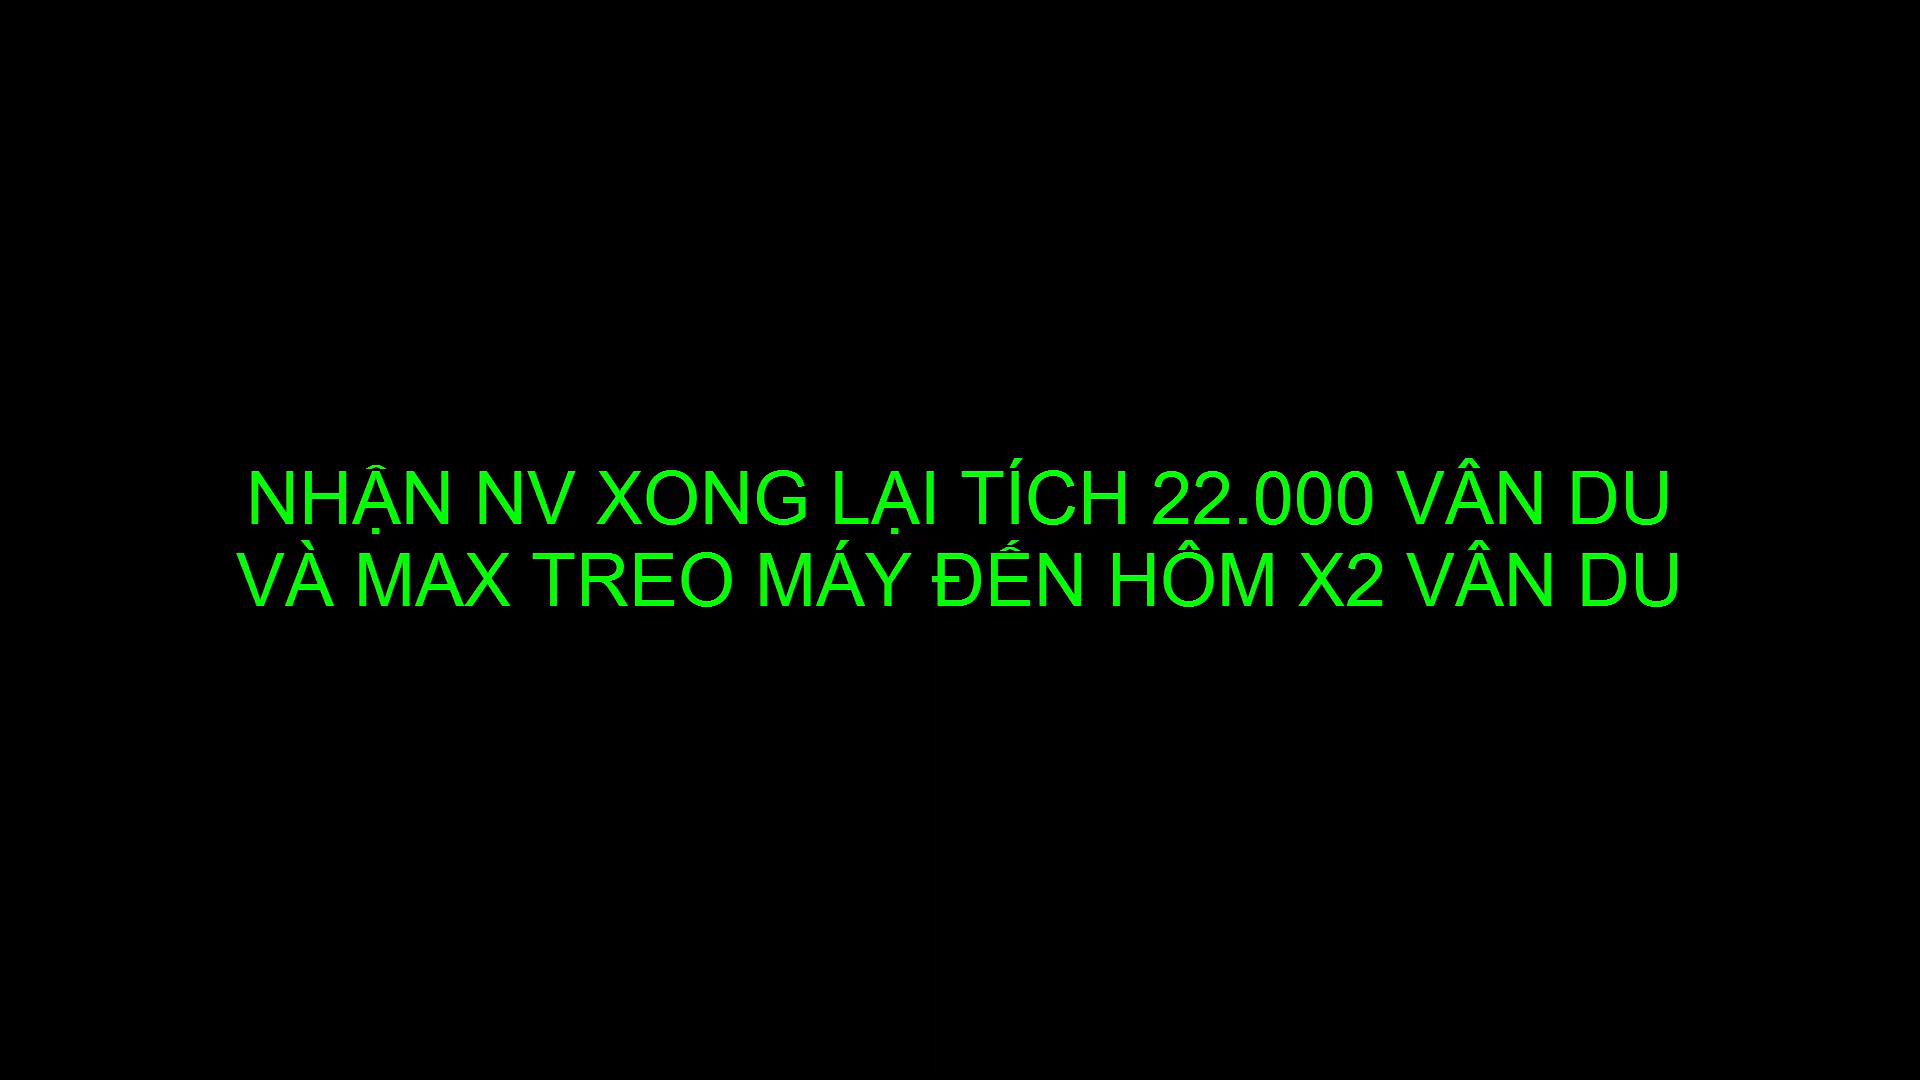 NHẬN NV XONG LẠI TÍCH 22.000 VÂN DU
VÀ MAX TREO MÁY ĐẾN HÔM X2 VÂN DU